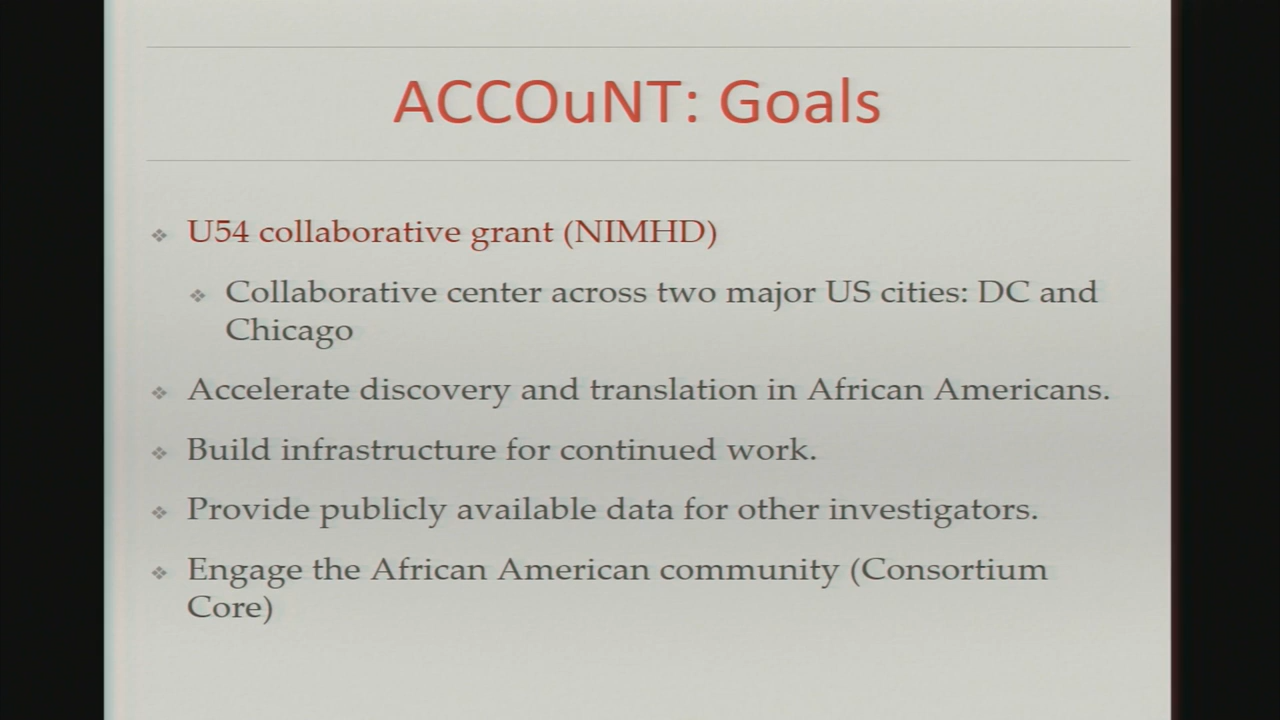 ACCOuNT: Goals
U54 collaborative grant (NIMHD)
Collaborative center across two major US cities: DC and
Chicago
Accelerate discovery and translation in African Americans.
Build infrastructure for continued work.
Provide publicly available data for other investigators.
Engage the African American community (Consortium
Core)